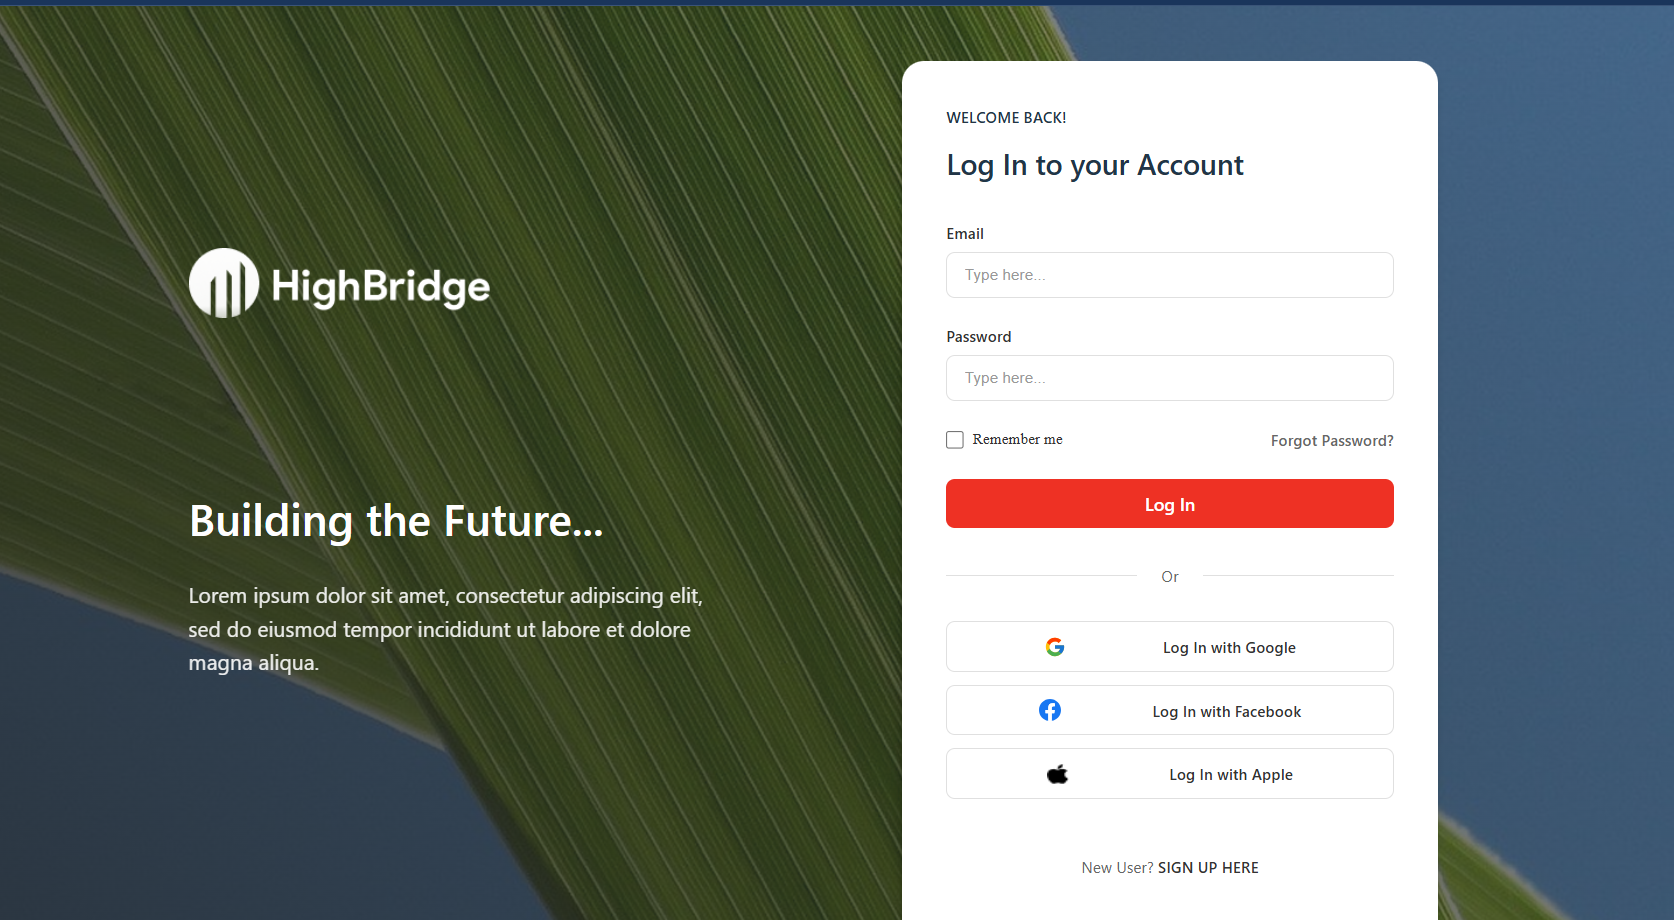 HighBridge
Building the Future...
Lorem ipsum dolor sit amet, consectetur adipiscing elit,
sed do eiusmod tempor incididunt ut labore et dolore
magna aliqua.
WELCOME BACK!
Log In to your Account
Email
Type here...
Password
Type here...
Remember me
Forgot Password?
Log In
Or
Log In with Google
Log In with Facebook
Log In with Apple
New User? SIGN UP HERE